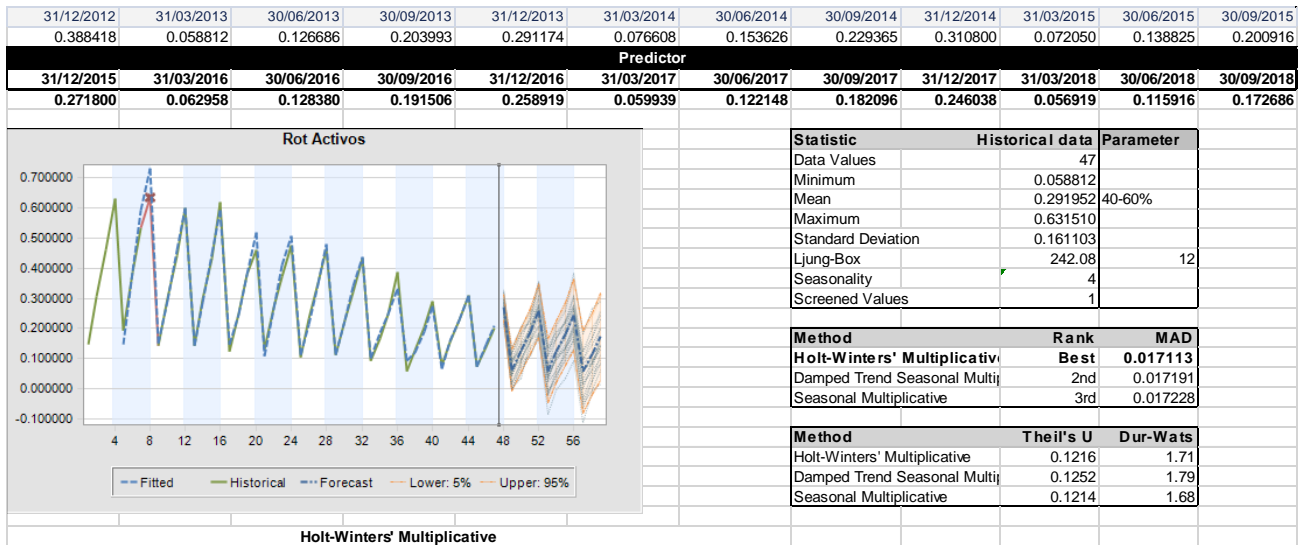 31/12/2012 31/03/2013 30/06/2013 30/09/2013 31/12/2013 31/03/2014 30/06/2014 30/09/2014 31/12/2014 31/03/2015 30/06/2015 30/09/2015
0.388418 0.058812 0.126686 0.203993 0.291174 0.076608 0.153626 0.229365 0.310800 0.072050 0.138825 0.200916
Predictor
31/12/2015 31/03/2016 30/06/2016 30/09/2016 31/12/2016 31/03/2017 30/06/2017 30/09/2017 31/12/2017 31/03/2018 30/06/2018 30/09/2018
0.271800 0.062958 0.128380 0.191506 0.258919 0.059939 0.122148 0.182096 0.246038 0.056919 0.115916 0.172686
Rot Activos
0.700000
0.600000
0.500000
0.400000
0.300000
0.200000
0.100000
0.000000
-0.100000
4 8 12 16 20 24 28 32 36 40 44 48 52 56
Fitted Historical Forecast Lower: 5% Upper: 95%
Statistic Historical data Parameter
Data Values 47
Minimum 0.058812
Mean 0.291952 40-60%
Maximum 0.631510
Standard Deviation 0.161103
Ljung-Box 242.08 12
Seasonality 4
Screened Values 1
Method Rank MAD
Holt-Winters' Multiplicative Best 0.017113
Damped Trend Seasonal Multip 2nd 0.017191
Seasonal Multiplicative 3rd 0.017228
Method Theil's U Dur-Wats
Holt-Winters' Multiplicative 0.1216 1.71
Damped Trend Seasonal Multip 0.1252 1.79
Seasonal Multiplicative 0.1214 1.68
Holt-Winters' Multiplicative